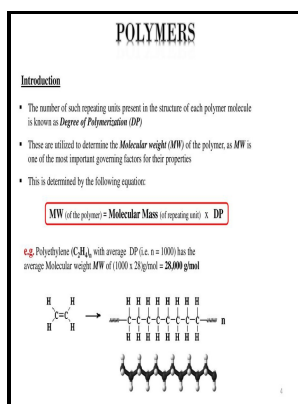 POLYMERS
Introduction
▪ The number of such repeating units present in the structure of each polymer molecule
is known as Degree of Polymerization (DP)
▪ These are utilized to determine the Molecular weight (MW) of the polymer, as MW is
one of the most important governing factors for their properties
▪ This is determined by the following equation:
MW (of the polymer) = Molecular Mass (of repeating unit) x DP
e.g. Polyethylene (C₂H₄)ₙ with average DP (i.e. n = 1000) has the
average Molecular weight MW of (1000 x 28)g/mol = 28,000 g/mol
H H H H H H H H H H
C=C C C C C C C C C n
H H H H H H H H H H
4